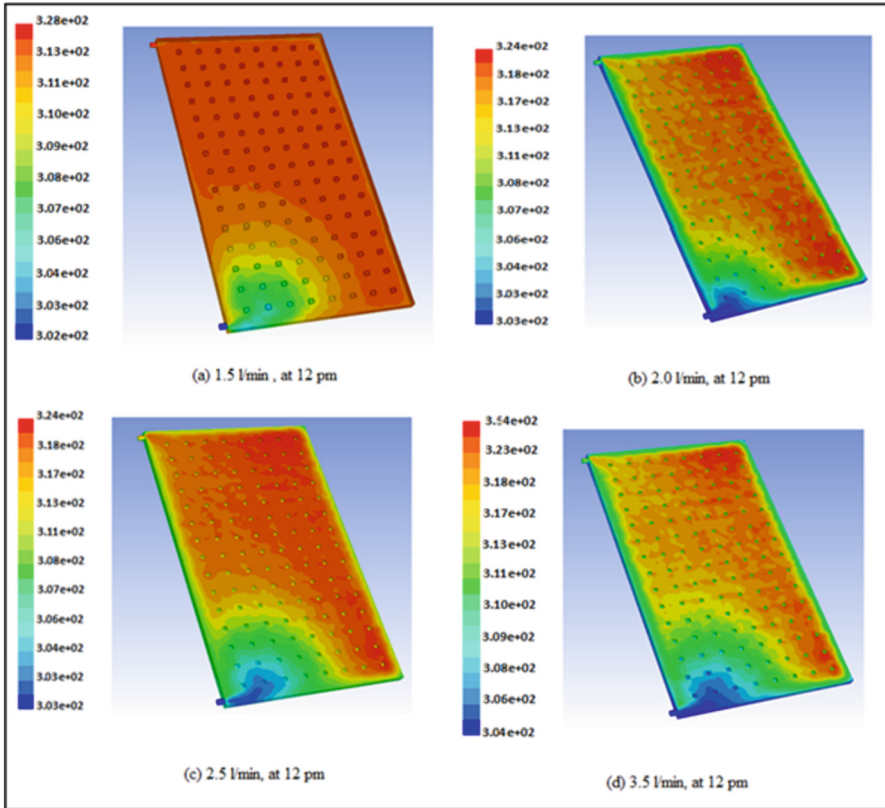 3.28e+02
3.13e+02
3.11e+02
3.10e+02
3.09e+02
3.08e+02
3.07e+02
3.06e+02
3.04e+02
3.03e+02
3.02e+02
(a) 1.5 l/min , at 12 pm
3.24e+02
3.18e+02
3.17e+02
3.13e+02
3.11e+02
3.08e+02
3.07e+02
3.06e+02
3.04e+02
3.03e+02
3.03e+02
(b) 2.0 l/min, at 12 pm
3.24e+02
3.18e+02
3.17e+02
3.13e+02
3.11e+02
3.08e+02
3.07e+02
3.06e+02
3.04e+02
3.03e+02
3.03e+02
(c) 2.5 l/min, at 12 pm
3.54e+02
3.23e+02
3.18e+02
3.17e+02
3.12e+02
3.11e+02
3.10e+02
3.09e+02
3.08e+02
3.06e+02
3.04e+02
(d) 3.5 l/min, at 12 pm